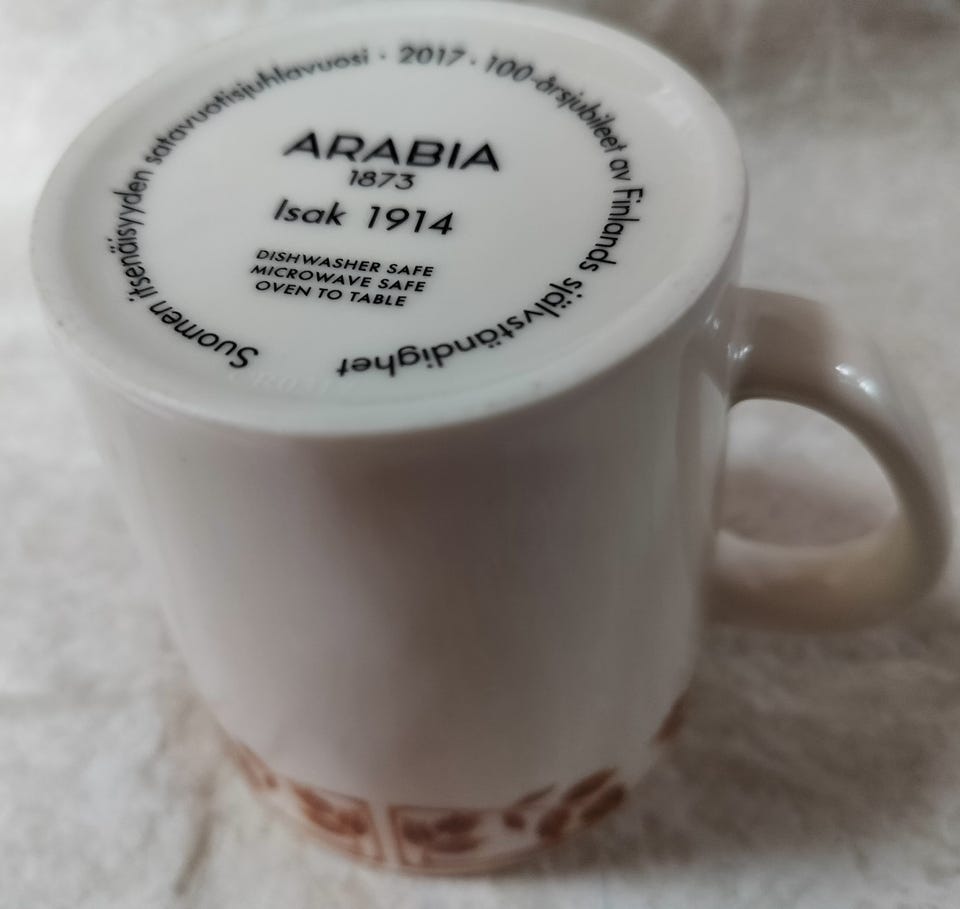 Suomen itsenäisyyden satavuotisjuhlavuosi · 2017 · 100-årsjubileet av Finlands självständighet
ARABIA
1873
Isak 1914
DISHWASHER SAFE
MICROWAVE SAFE
OVEN TO TABLE